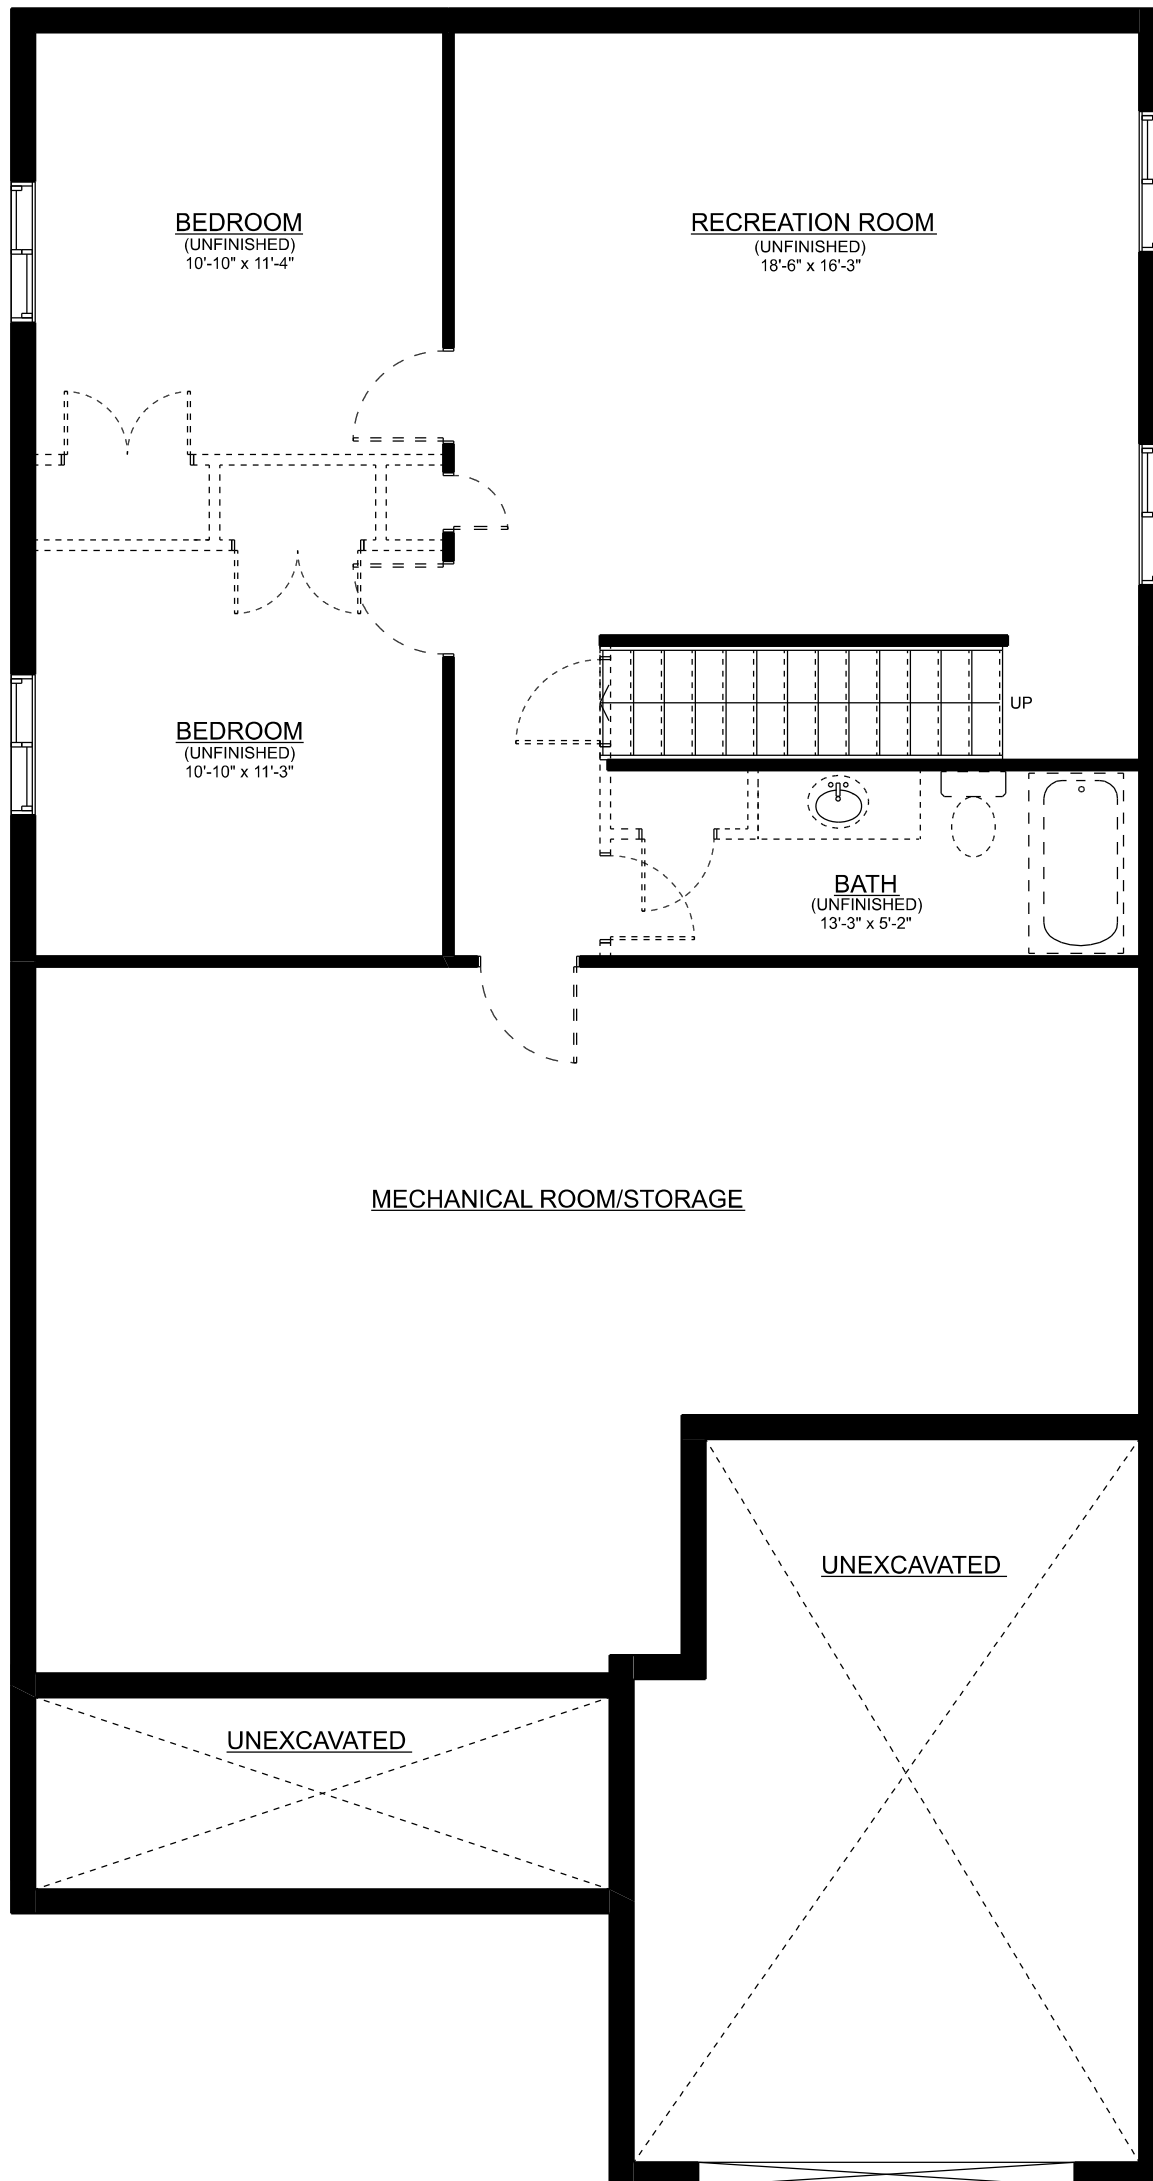 BEDROOM
(UNFINISHED)
10'-10" x 11'-4"
RECREATION ROOM
(UNFINISHED)
18'-6" x 16'-3"
UP
BEDROOM
(UNFINISHED)
10'-10" x 11'-3"
BATH
(UNFINISHED)
13'-3" x 5'-2"
MECHANICAL ROOM/STORAGE
UNEXCAVATED
UNEXCAVATED